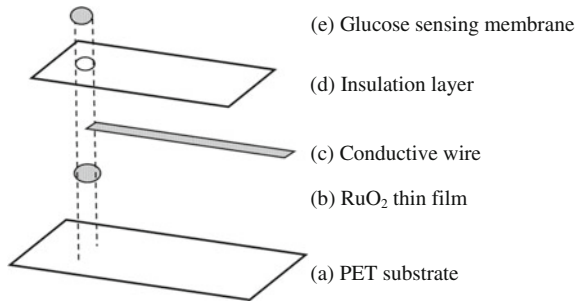 (e) Glucose sensing membrane
(d) Insulation layer
(c) Conductive wire
(b) RuO₂ thin film
(a) PET substrate